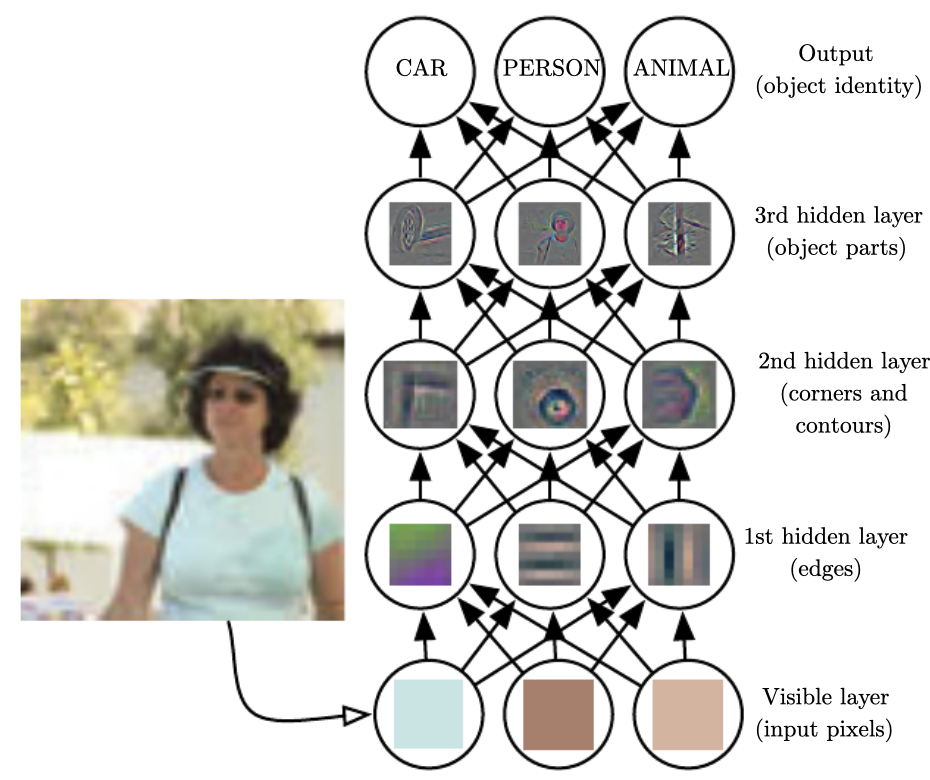 CAR
PERSON
ANIMAL
Output
(object identity)
3rd hidden layer
(object parts)
2nd hidden layer
(corners and
contours)
1st hidden layer
(edges)
Visible layer
(input pixels)